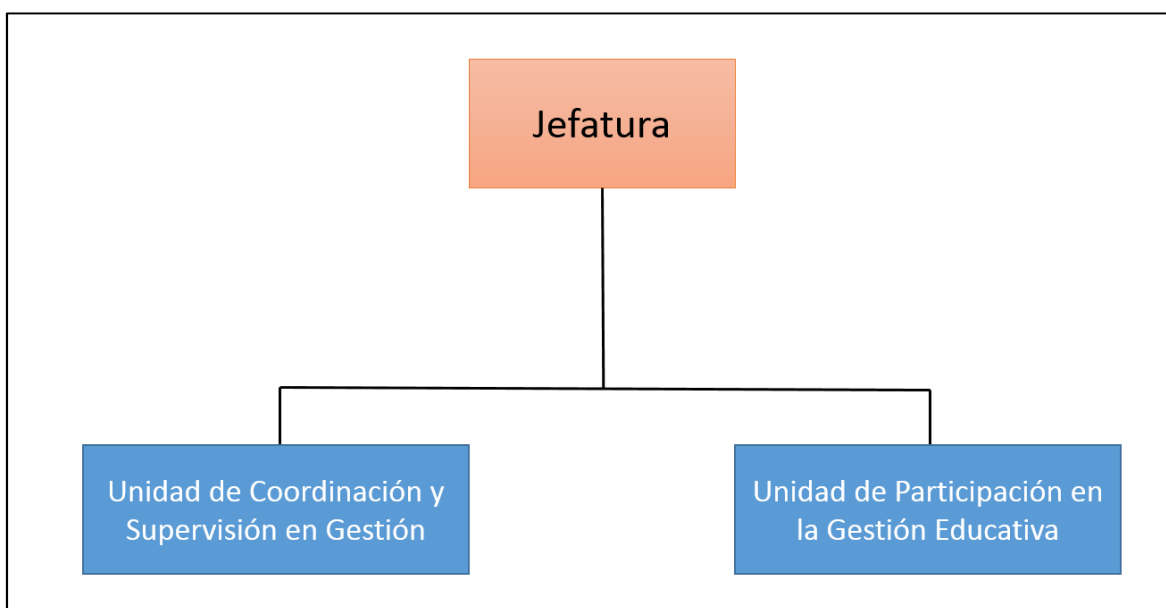 Jefatura
Unidad de Coordinación y
Supervisión en Gestión
Unidad de Participación en
la Gestión Educativa